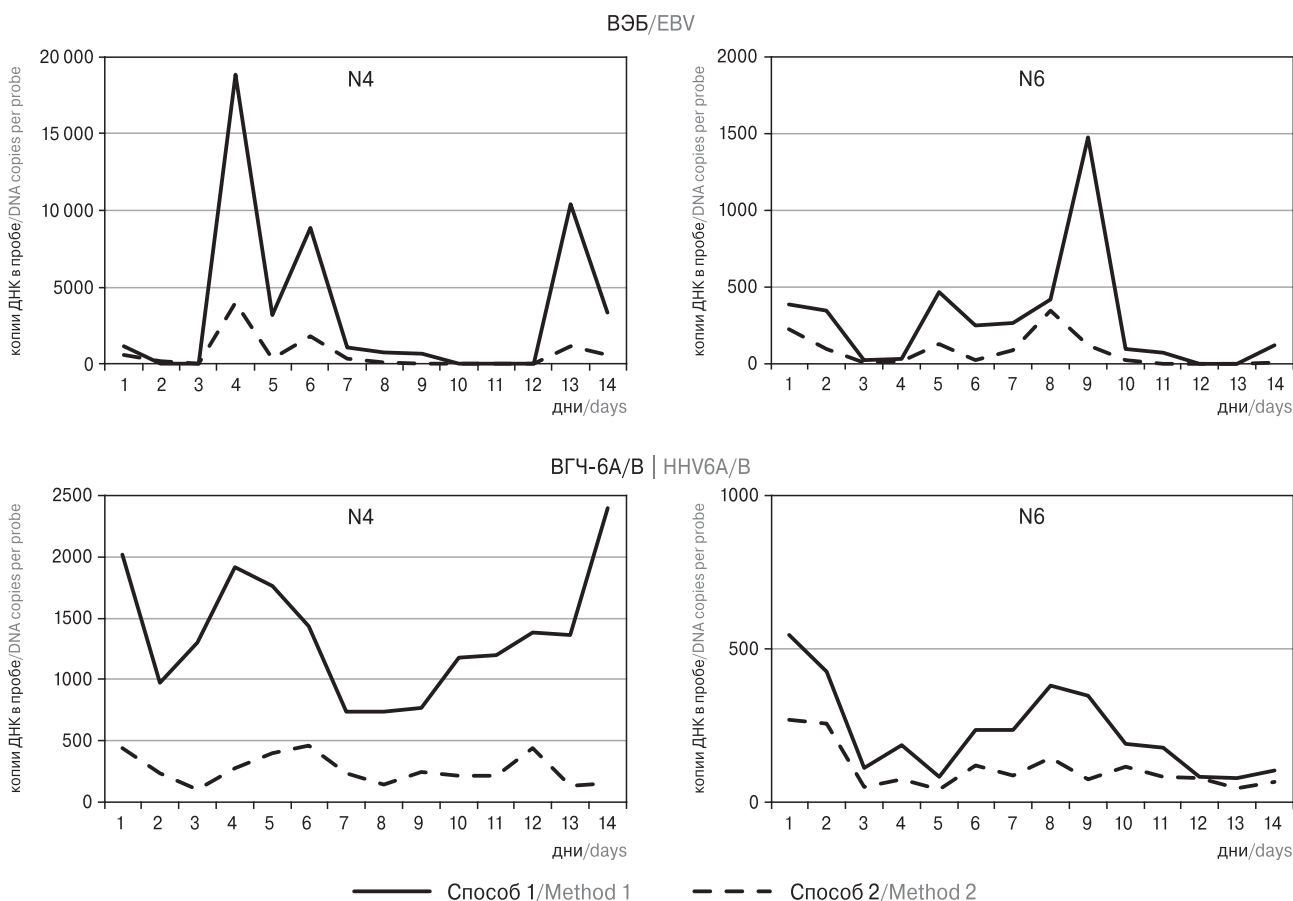 ВЭБ/EBV
копии ДНК в пробе/DNA copies per probe
20 000
15 000
10 000
5000
0
N4
1 2 3 4 5 6 7 8 9 10 11 12 13 14
дни/days
копии ДНК в пробе/DNA copies per probe
2000
1500
1000
500
0
N6
1 2 3 4 5 6 7 8 9 10 11 12 13 14
дни/days
ВГЧ-6А/В | HHV6A/B
копии ДНК в пробе/DNA copies per probe
2500
2000
1500
1000
500
0
N4
1 2 3 4 5 6 7 8 9 10 11 12 13 14
дни/days
копии ДНК в пробе/DNA copies per probe
1000
500
0
N6
1 2 3 4 5 6 7 8 9 10 11 12 13 14
дни/days
Способ 1/Method 1
Способ 2/Method 2